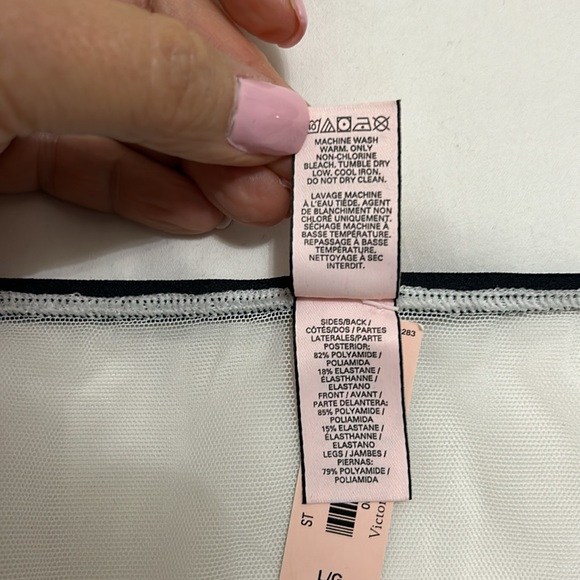 MACHINE WASH
WARM. ONLY
NON-CHLORINE
BLEACH. TUMBLE DRY
LOW. COOL IRON.
DO NOT DRY CLEAN.
LAVAGE MACHINE
À L'EAU TIÈDE. AGENT
DE BLANCHIMENT NON
CHLORÉ UNIQUEMENT.
SÉCHAGE MACHINE À
BASSE TEMPÉRATURE.
REPASSAGE À BASSE
TEMPÉRATURE.
NETTOYAGE À SEC
INTERDIT.
SIDES/BACK /
CÔTÉS/DOS / PARTES
LATERALES/PARTE
POSTERIOR:
82% POLYAMIDE /
POLIAMIDA
18% ELASTANE /
ÉLASTHANNE /
ELASTANO
FRONT / AVANT /
PARTE DELANTERA:
85% POLYAMIDE /
POLIAMIDA
15% ELASTANE /
ÉLASTHANNE /
ELASTANO
LEGS / JAMBES /
PIERNAS:
79% POLYAMIDE /
POLIAMIDA
283
ST
Victor
L/G